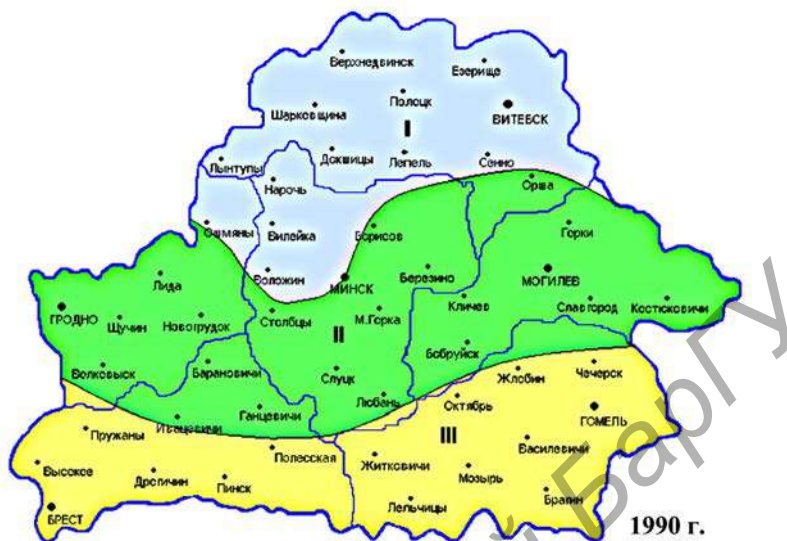 Верхнедвинск
Езерище
Полоцк
Шарковщина
ВИТЕБСК
I
Докшицы
Лепель
Сенно
Лынтупы
Орша
Нарочь
Ошмяны
Вилейка
Борисов
Горки
Воложин
Березино
Лида
МИНСК
МОГИЛЕВ
ГРОДНО
Столбцы
М.Горка
Кличев
Славгород
Костюковичи
Щучин
Новогрудок
II
Бобруйск
Волковыск
Барановичи
Слуцк
Жлобин
Чечерск
Любань
Октябрь
Ивацевичи
Ганцевичи
ГОМЕЛЬ
Пружаны
III
Василевичи
Полесская
Высокое
Житковичи
Мозырь
Дрогичин
Пинск
Лельчицы
Брагин
БРЕСТ
1990 г.
БарГУ